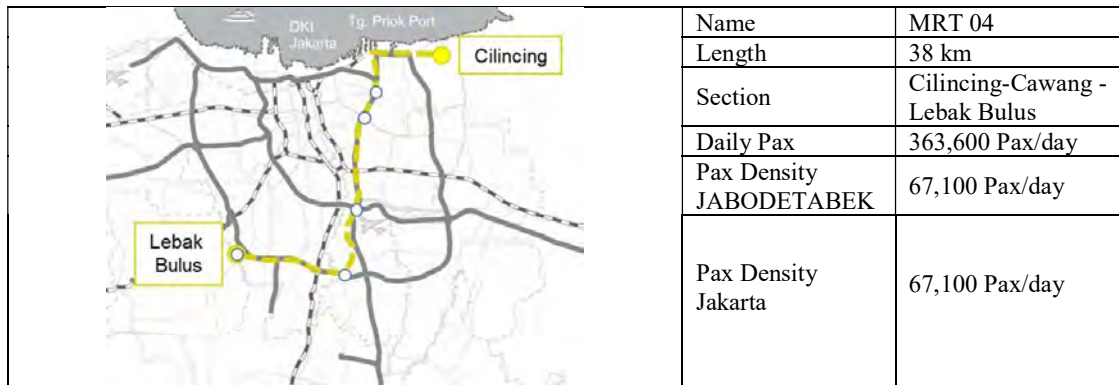 DKI
Jakarta
Tg. Priok Port
Cilincing
Lebak
Bulus
Name
MRT 04
Length
38 km
Section
Cilincing-Cawang -
Lebak Bulus
Daily Pax
363,600 Pax/day
Pax Density
JABODETABEK
67,100 Pax/day
Pax Density
Jakarta
67,100 Pax/day